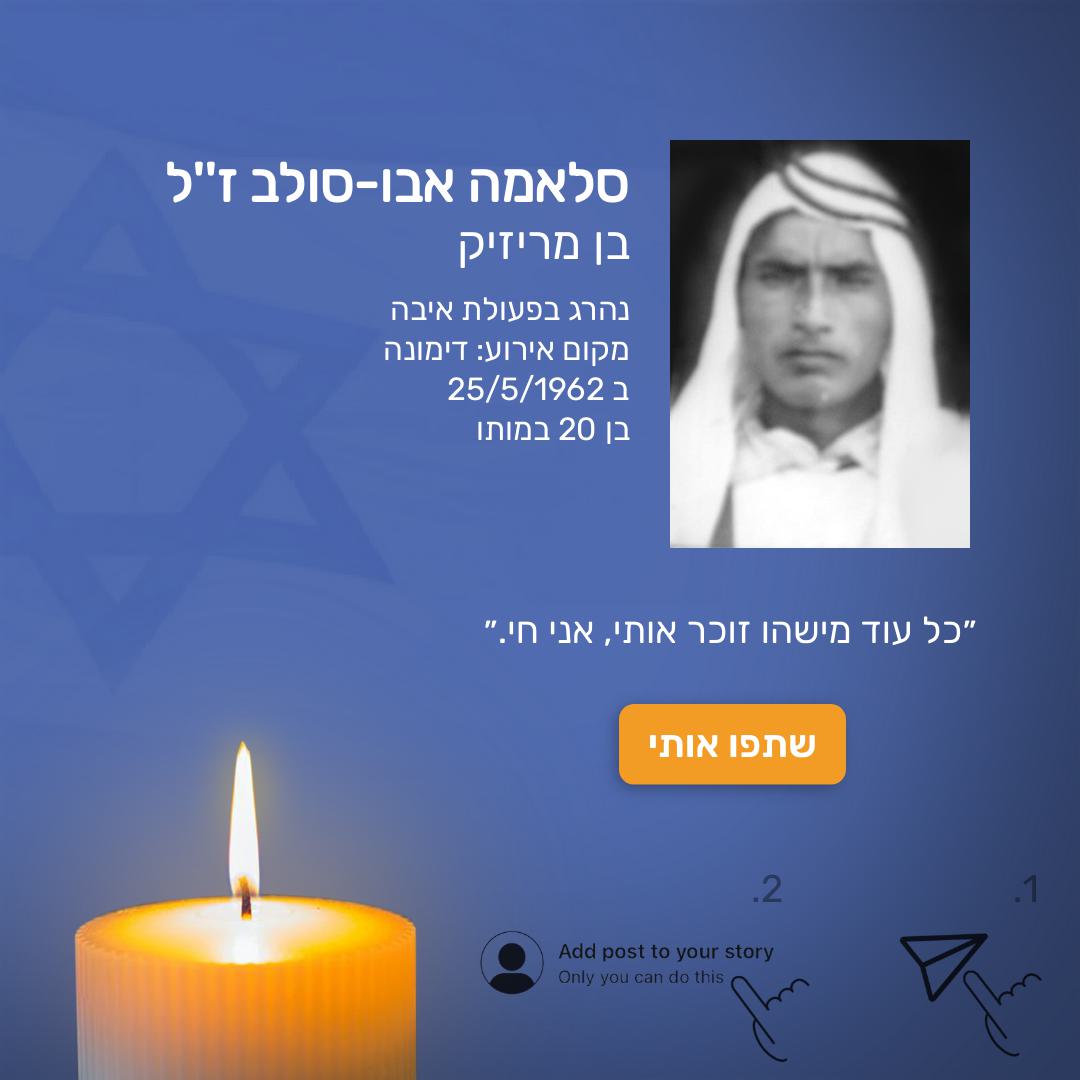 סלאמה אבו-סולב ז"ל
בן מריזיק
נהרג בפעולת איבה
מקום אירוע: דימונה
ב 25/5/1962
בן 20 במותו
״כל עוד מישהו זוכר אותי, אני חי.״
שתפו אותי
1.
2.
Add post to your story
Only you can do this